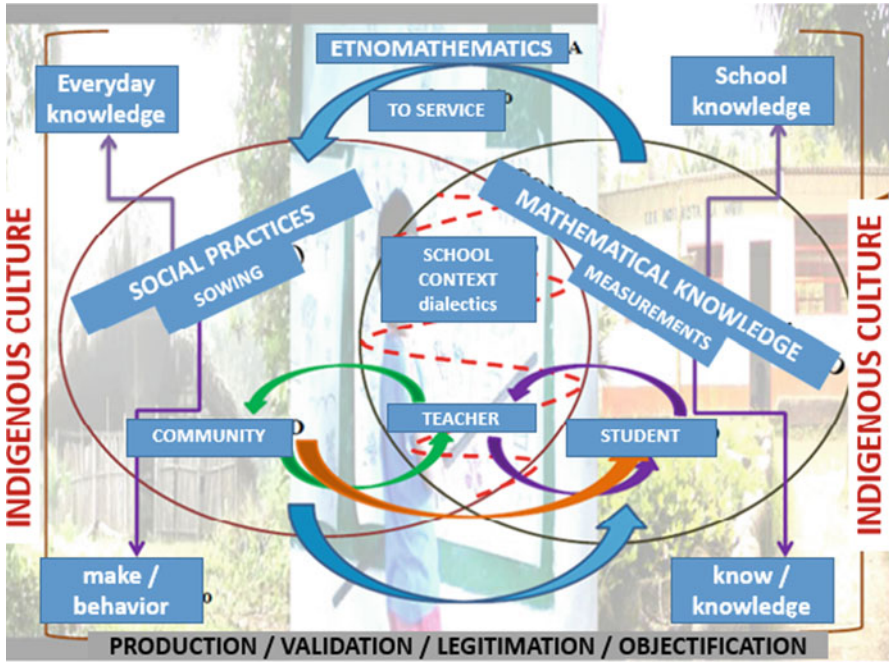 ETNOMATHEMATICS
A
Everyday
knowledge
TO SERVICE
School
knowledge
SOCIAL PRACTICES
SOWING
MATHEMATICAL KNOWLEDGE
MEASUREMENTS
SCHOOL
CONTEXT
dialectics
INDIGENOUS CULTURE
INDIGENOUS CULTURE
COMMUNITY
TEACHER
STUDENT
make /
behavior
know /
knowledge
PRODUCTION / VALIDATION / LEGITIMATION / OBJECTIFICATION